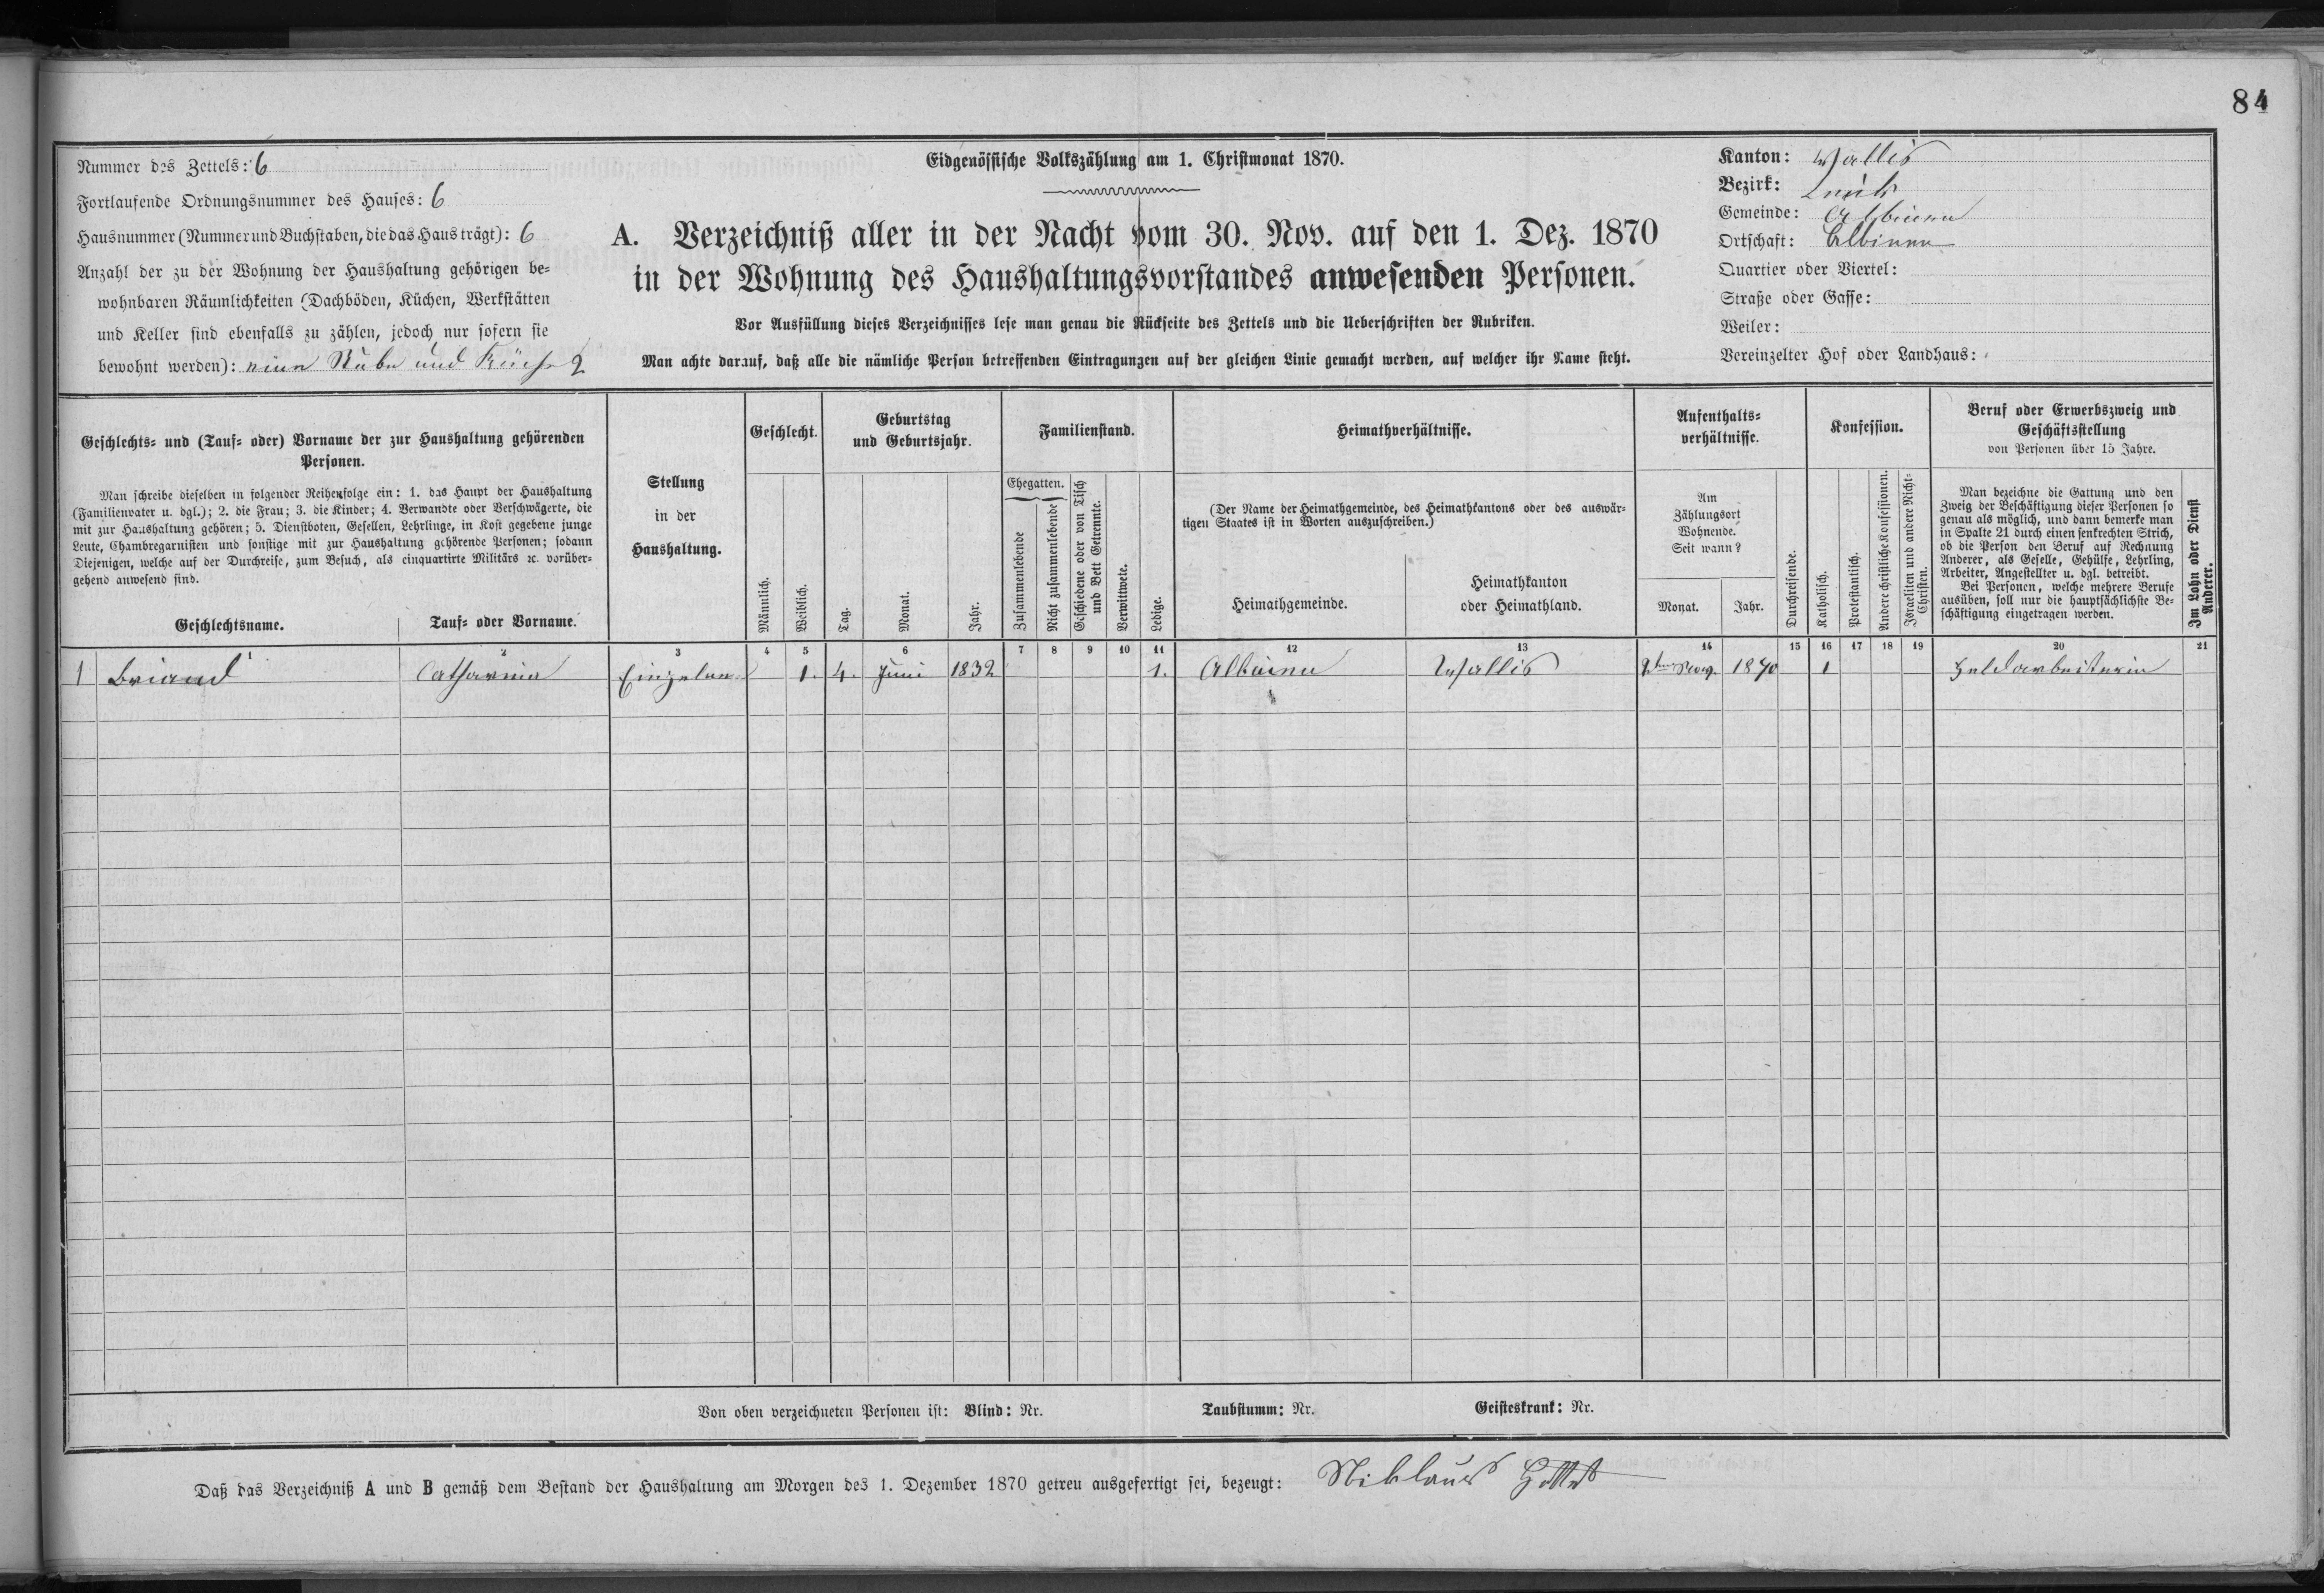 84
Nummer des Zettels: 6
Fortlaufende Ordnungsnummer des Hauses: 6
Hausnummer (Nummer und Buchstaben, die das Haus trägt): 6
Anzahl der zu der Wohnung der Haushaltung gehörigen be-
wohnbaren Räumlichkeiten (Dachböden, Küchen, Werkstätten
und Keller sind ebenfalls zu zählen, jedoch nur sofern sie
bewohnt werden): eine Stube und Küche 2
Eidgenössische Volkszählung am 1. Christmonat 1870.
A. Verzeichniß aller in der Nacht vom 30. Nov. auf den 1. Dez. 1870
in der Wohnung des Haushaltungsvorstandes anwesenden Personen.
Vor Ausfüllung dieses Verzeichnisses lese man genau die Rückseite des Zettels und die Ueberschriften der Rubriken.
Man achte darauf, daß alle die nämliche Person betreffenden Eintragungen auf der gleichen Linie gemacht werden, auf welcher ihr Name steht.
Kanton: Wallis
Bezirk: Leuk
Gemeinde: Albinen
Ortschaft: Albinen
Quartier oder Viertel:
Straße oder Gasse:
Weiler:
Vereinzelter Hof oder Landhaus:
Geschlechts- und (Tauf- oder) Vorname der zur Haushaltung gehörenden
Personen.
Man schreibe dieselben in folgender Reihenfolge ein: 1. das Haupt der Haushaltung
(Familienvater u. dgl.); 2. die Frau; 3. die Kinder; 4. Verwandte oder Verschwägerte, die
mit zur Haushaltung gehören; 5. Dienstboten, Gesellen, Lehrlinge, in Kost gegebene junge
Leute, Chambregarnisten und sonstige mit zur Haushaltung gehörende Personen; sodann
Diejenigen, welche auf der Durchreise, zum Besuch, als einquartirte Militärs ꝛc. vorüber-
gehend anwesend sind.
Geschlechtsname.
Tauf- oder Vorname.
Stellung
in der
Haushaltung.
Geschlecht.
Männlich.
Weiblich.
Geburtstag
und Geburtsjahr.
Tag.
Monat.
Jahr.
Familienstand.
Ehegatten.
Zusammenlebende
Nicht zusammenlebende
Geschiedene oder von Tisch
und Bett Getrennte.
Verwittwete.
Ledige.
Heimathverhältnisse.
(Der Name der Heimathgemeinde, des Heimathkantons oder des auswär-
tigen Staates ist in Worten auszuschreiben.)
Heimathgemeinde.
Heimathkanton
oder Heimathland.
Aufenthalts-
verhältnisse.
Am
Zählungsort
Wohnende.
Seit wann?
Monat.
Jahr.
Durchreisende.
Konfession.
Katholisch.
Protestantisch.
Andere christliche Konfessionen.
Israeliten und andere Nicht-
Christen.
Beruf oder Erwerbszweig und
Geschäftsstellung
von Personen über 15 Jahre.
Man bezeichne die Gattung und den
Zweig der Beschäftigung dieser Personen so
genau als möglich, und dann bemerke man
in Spalte 21 durch einen senkrechten Strich,
ob die Person den Beruf auf Rechnung
Anderer, als Geselle, Gehülfe, Lehrling,
Arbeiter, Angestellter u. dgl. betreibt.
Bei Personen, welche mehrere Berufe
ausüben, soll nur die hauptsächlichste Be-
schäftigung eingetragen werden.
Im Lohn oder Dienst
Anderer.
1 2 3 4 5 6 7 8 9 10 11 12 13 14 15 16 17 18 19 20 21
1 Briand Catharina 1. 4. Juni 1832 1. Albinen Wallis 1870 1 Feldarbeiterin
Von oben verzeichneten Personen ist: Blind: Nr. Taubstumm: Nr. Geisteskrank: Nr.
Daß das Verzeichniß A und B gemäß dem Bestand der Haushaltung am Morgen des 1. Dezember 1870 getreu ausgefertigt sei, bezeugt: Niklaus